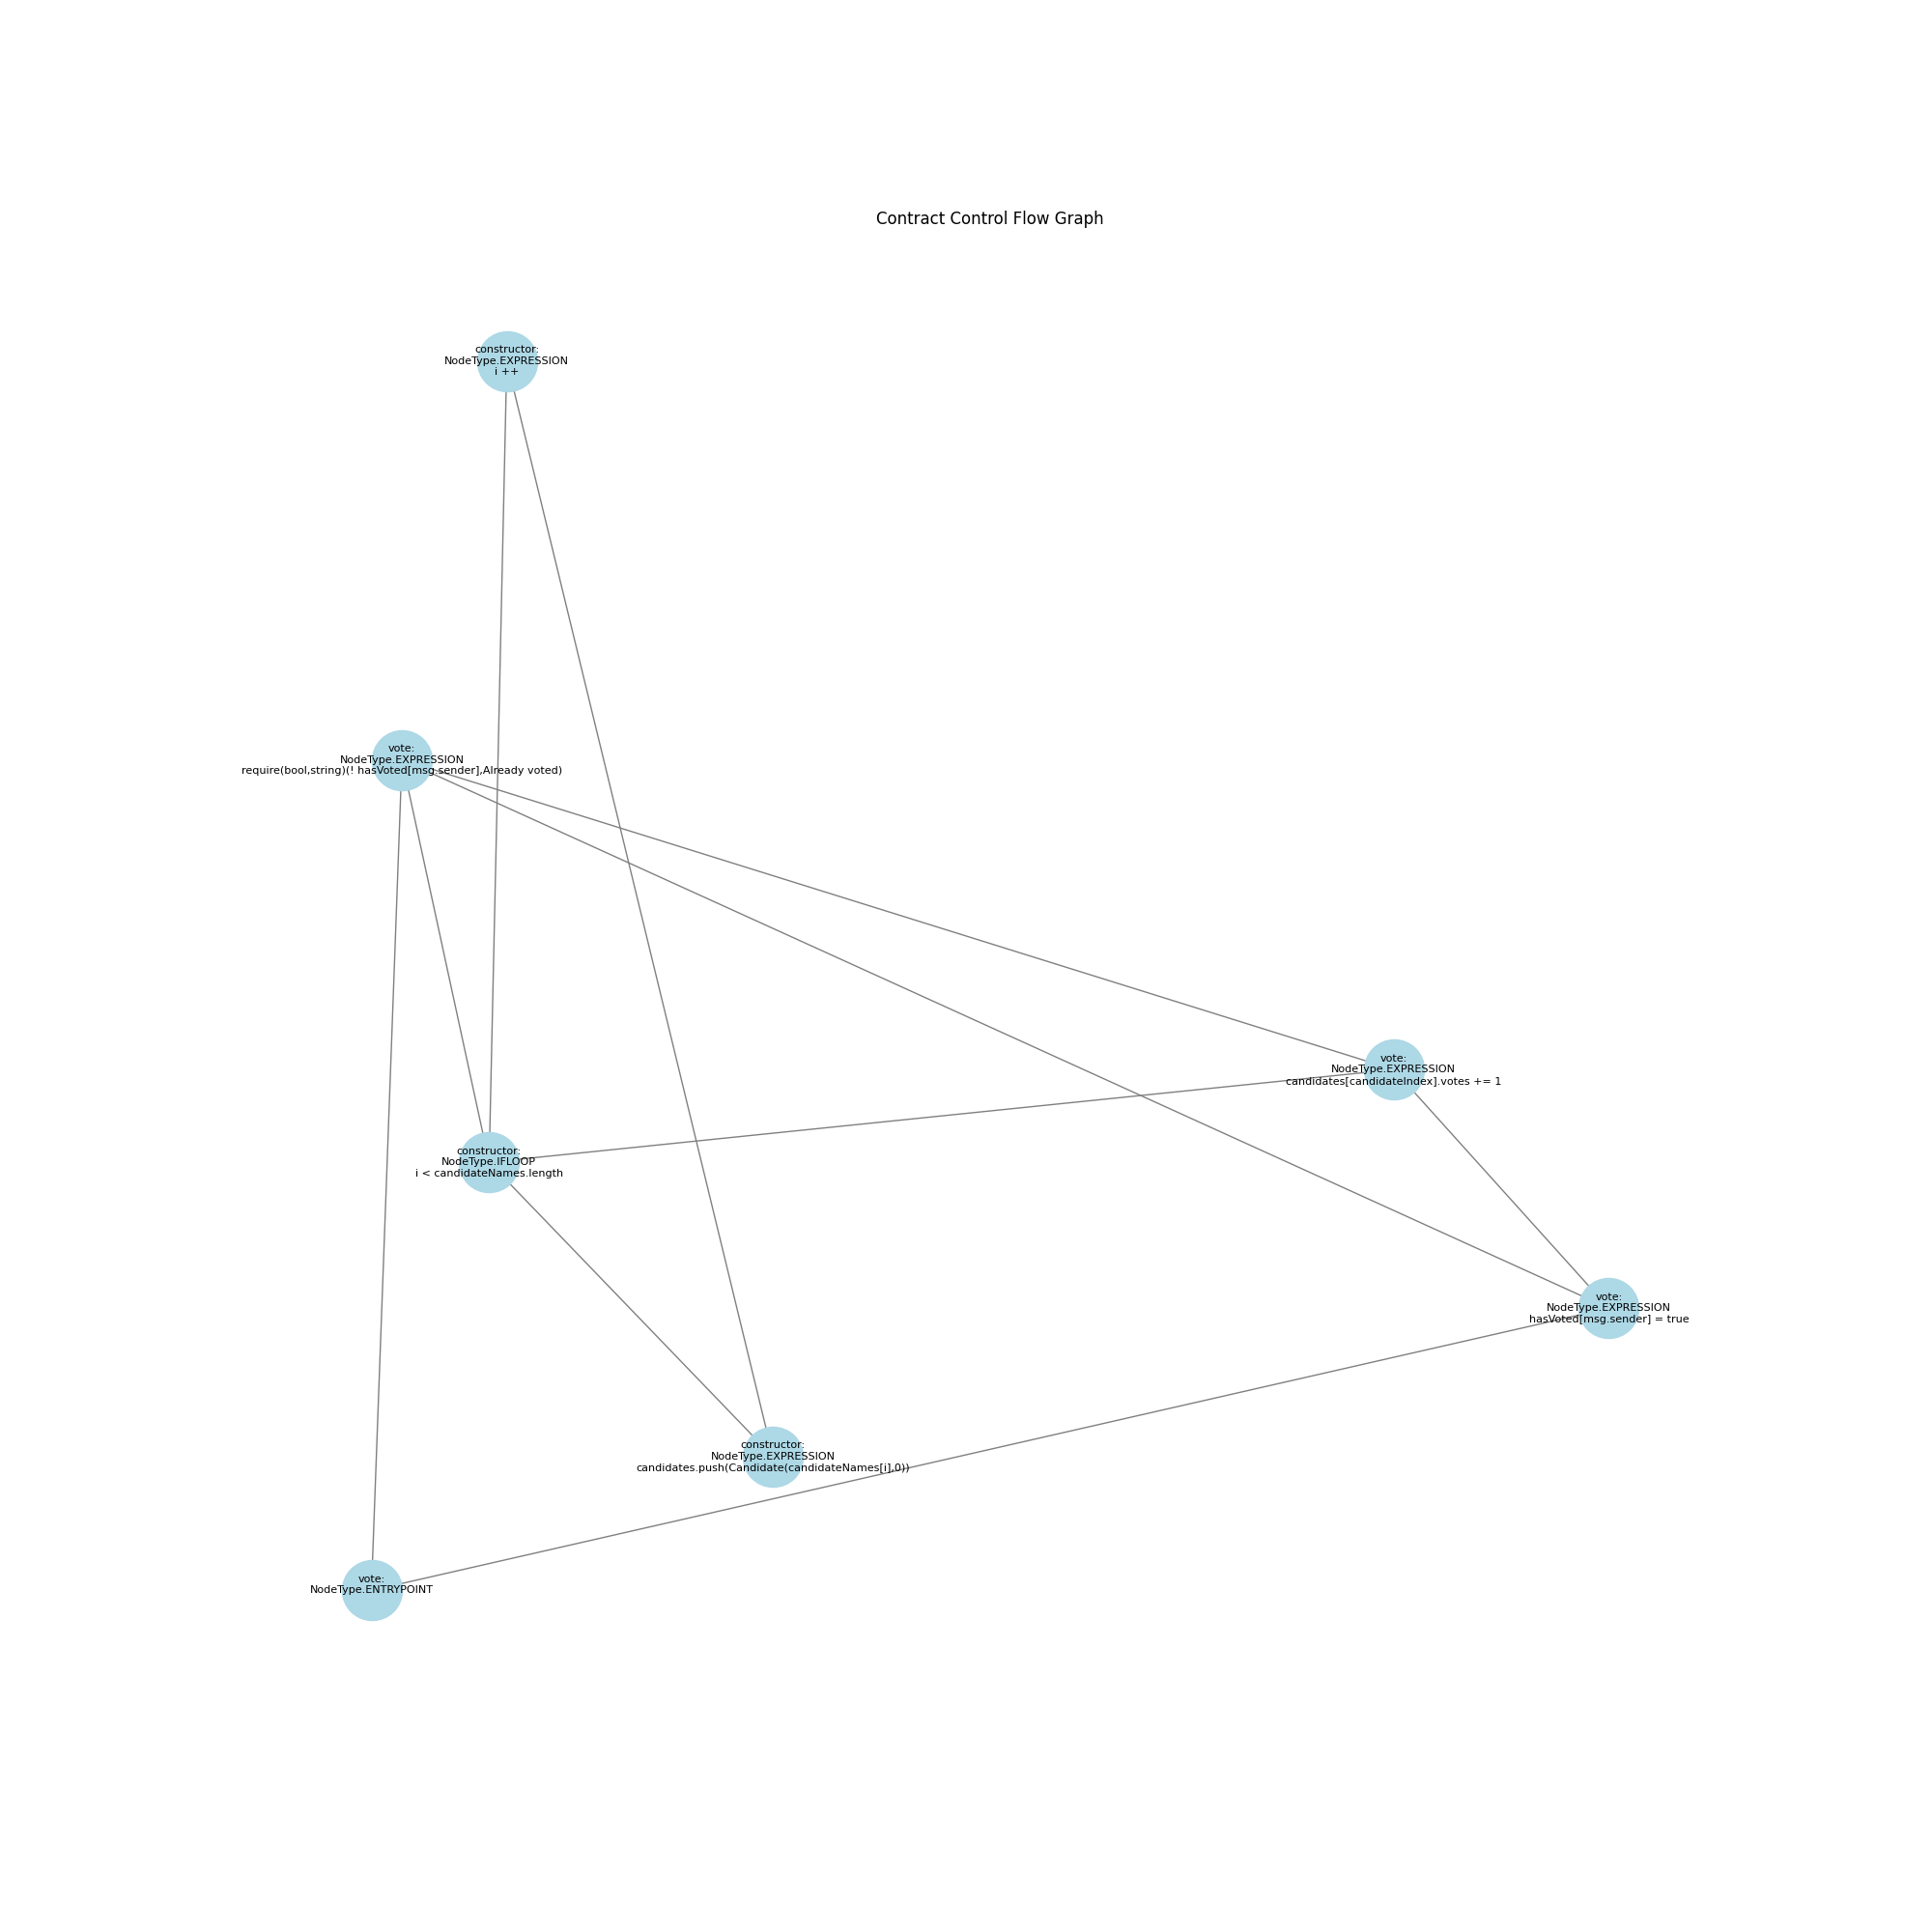 Contract Control Flow Graph
constructor:
NodeType.EXPRESSION
i ++
vote:
NodeType.EXPRESSION
require(bool,string)(! hasVoted[msg.sender],Already voted)
vote:
NodeType.EXPRESSION
candidates[candidateIndex].votes += 1
constructor:
NodeType.IFLOOP
i < candidateNames.length
vote:
NodeType.EXPRESSION
hasVoted[msg.sender] = true
constructor:
NodeType.EXPRESSION
candidates.push(Candidate(candidateNames[i],0))
vote:
NodeType.ENTRYPOINT